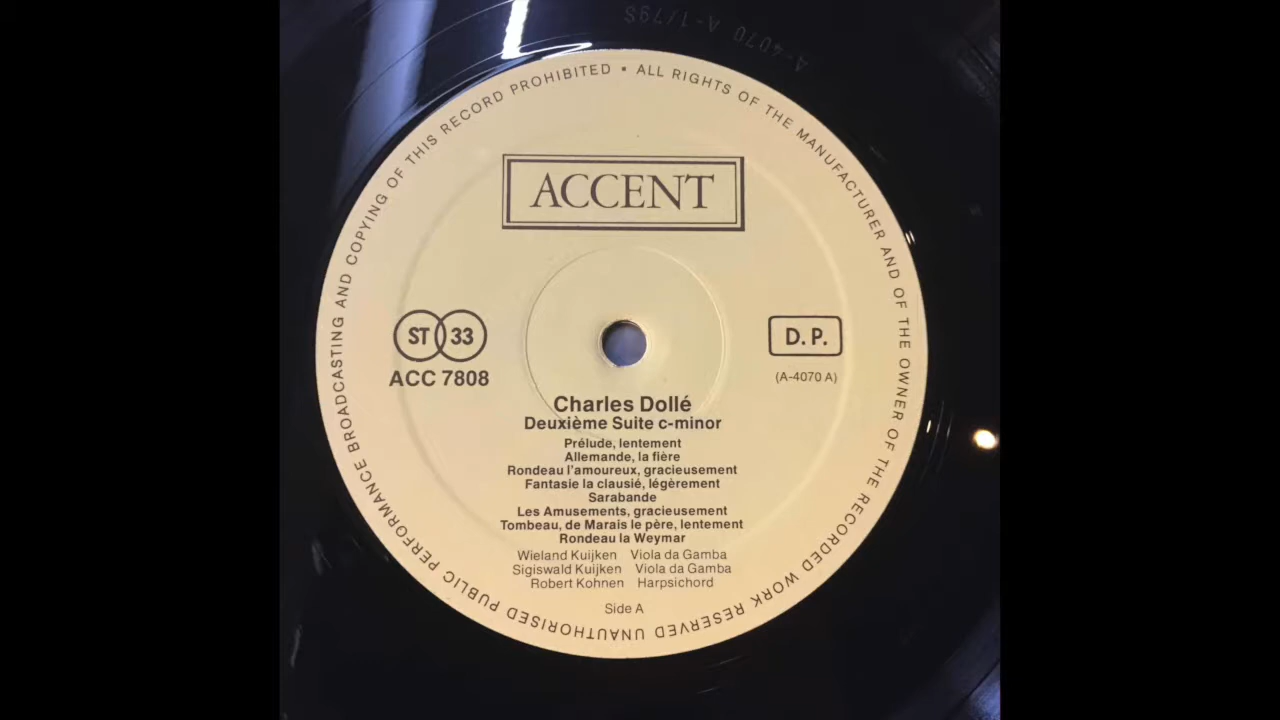 A-4070 A-1/79S
BROADCASTING AND COPYING OF THIS RECORD PROHIBITED • ALL RIGHTS OF THE MANUFACTURER AND OF THE OWNER OF THE RECORDED WORK RESERVED UNAUTHORISED PUBLIC PERFORMANCE
ACCENT
ST 33
D.P.
ACC 7808
(A-4070 A)
Charles Dollé
Deuxième Suite c-minor
Prélude, lentement
Allemande, la fière
Rondeau l'amoureux, gracieusement
Fantasie la clausié, légèrement
Sarabande
Les Amusements, gracieusement
Tombeau, de Marais le père, lentement
Rondeau la Weymar
Wieland Kuijken Viola da Gamba
Sigiswald Kuijken Viola da Gamba
Robert Kohnen Harpsichord
Side A